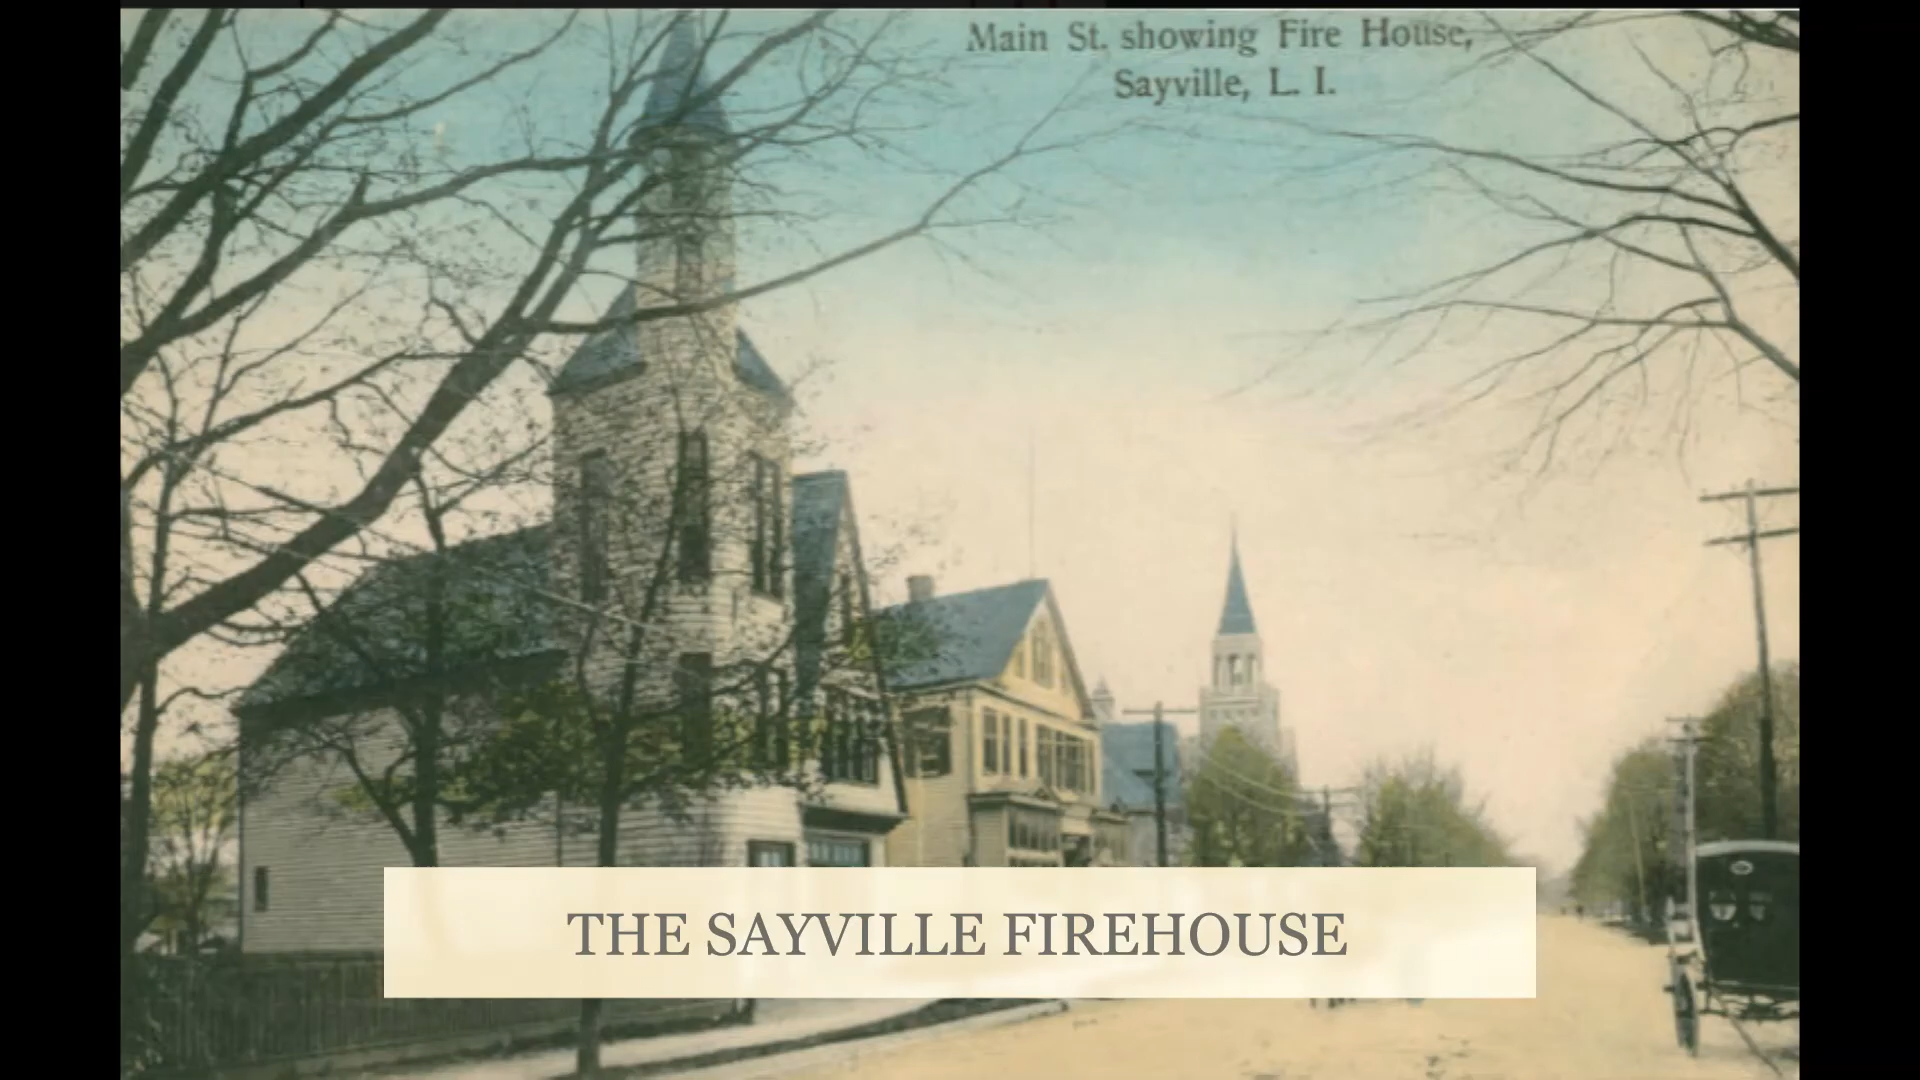 Main St. showing Fire House,
Sayville, L. I.
THE SAYVILLE FIREHOUSE